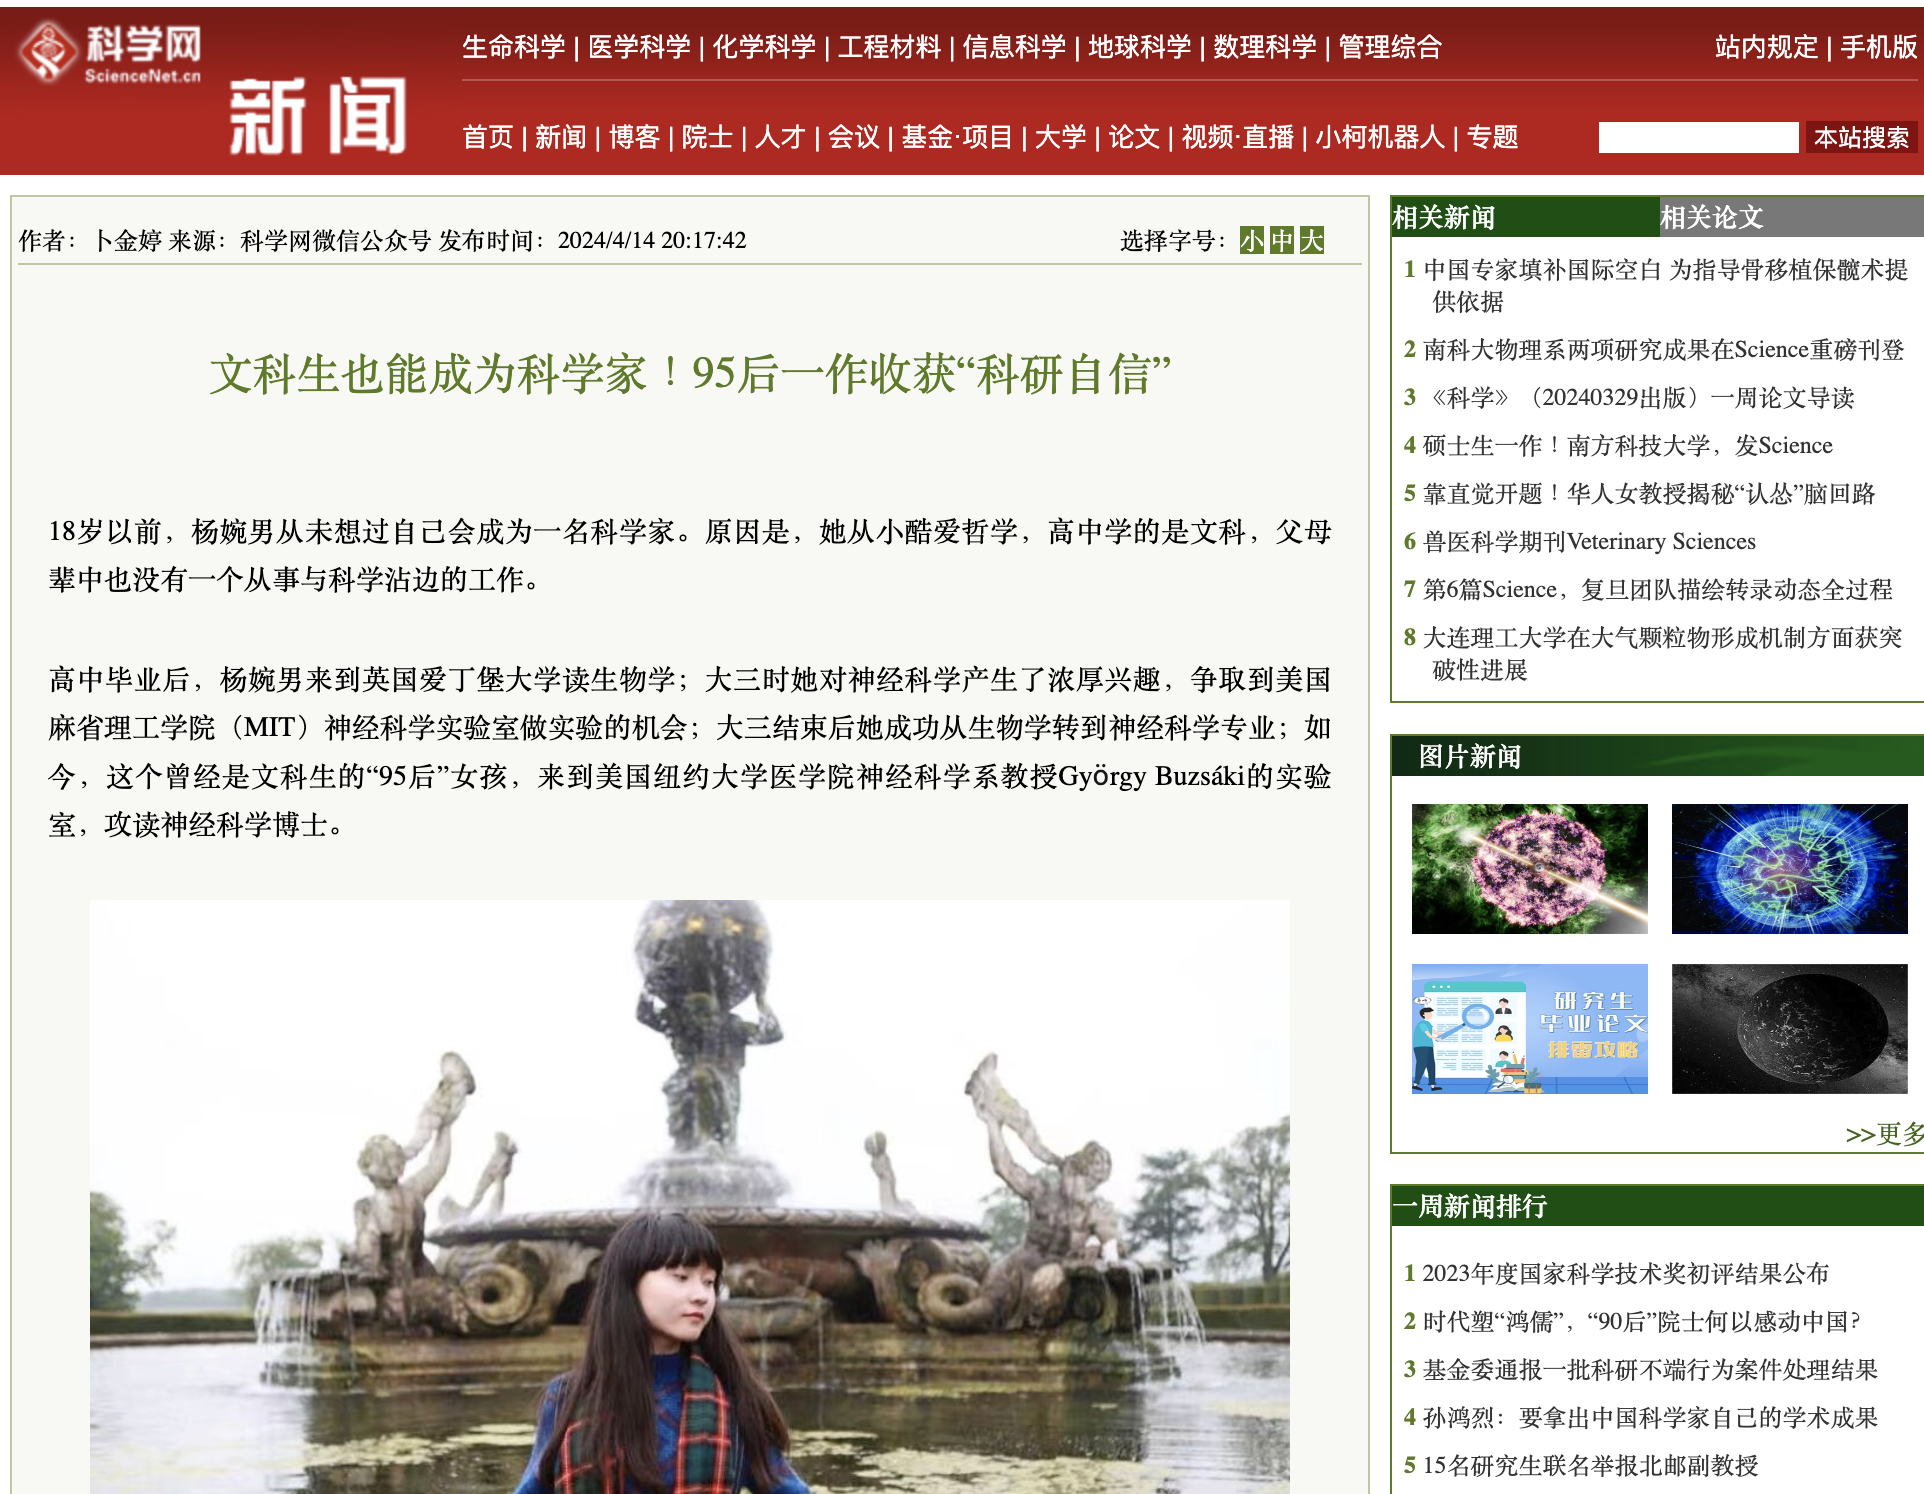 科学网
ScienceNet.cn
新闻
生命科学 | 医学科学 | 化学科学 | 工程材料 | 信息科学 | 地球科学 | 数理科学 | 管理综合
站内规定 | 手机版
首页 | 新闻 | 博客 | 院士 | 人才 | 会议 | 基金·项目 | 大学 | 论文 | 视频·直播 | 小柯机器人 | 专题
本站搜索
作者：卜金婷 来源：科学网微信公众号 发布时间：2024/4/14 20:17:42
选择字号：小 中 大
文科生也能成为科学家！95后一作收获“科研自信”
18岁以前，杨婉男从未想过自己会成为一名科学家。原因是，她从小酷爱哲学，高中学的是文科，父母
辈中也没有一个从事与科学沾边的工作。
高中毕业后，杨婉男来到英国爱丁堡大学读生物学；大三时她对神经科学产生了浓厚兴趣，争取到美国
麻省理工学院（MIT）神经科学实验室做实验的机会；大三结束后她成功从生物学转到神经科学专业；如
今，这个曾经是文科生的“95后”女孩，来到美国纽约大学医学院神经科学系教授György Buzsáki的实验
室，攻读神经科学博士。
相关新闻
相关论文
1 中国专家填补国际空白 为指导骨移植保髋术提
供依据
2 南科大物理系两项研究成果在Science重磅刊登
3 《科学》（20240329出版）一周论文导读
4 硕士生一作！南方科技大学，发Science
5 靠直觉开题！华人女教授揭秘“认怂”脑回路
6 兽医科学期刊Veterinary Sciences
7 第6篇Science，复旦团队描绘转录动态全过程
8 大连理工大学在大气颗粒物形成机制方面获突
破性进展
图片新闻
研究生
毕业论文
排雷攻略
>>更多
一周新闻排行
1 2023年度国家科学技术奖初评结果公布
2 时代塑“鸿儒”，“90后”院士何以感动中国?
3 基金委通报一批科研不端行为案件处理结果
4 孙鸿烈：要拿出中国科学家自己的学术成果
5 15名研究生联名举报北邮副教授